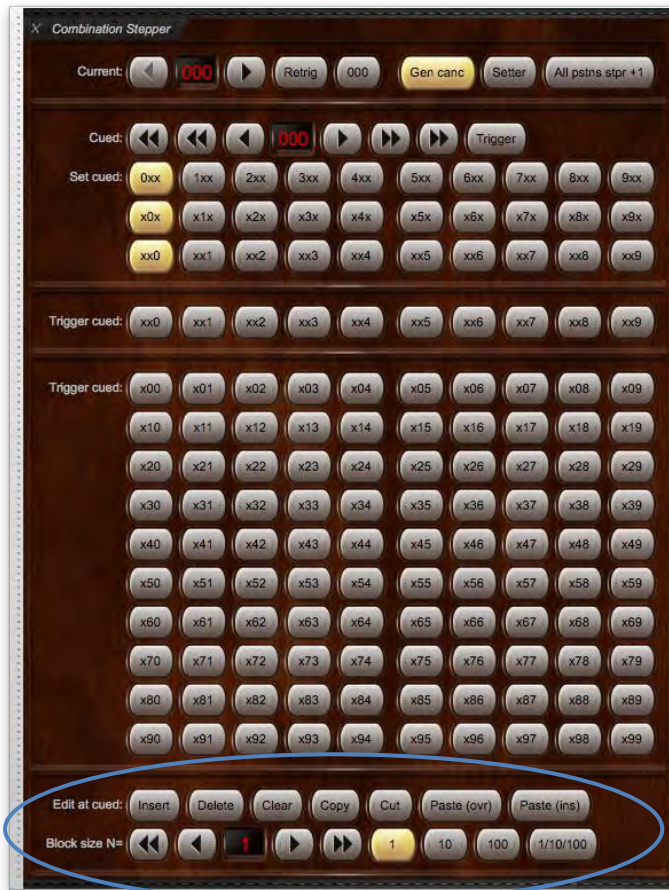 X Combination Stepper
Current: 000 Retrig 000 Gen canc Setter All pstns stpr +1
Cued: 000 Trigger
Set cued: 0xx 1xx 2xx 3xx 4xx 5xx 6xx 7xx 8xx 9xx
x0x x1x x2x x3x x4x x5x x6x x7x x8x x9x
xx0 xx1 xx2 xx3 xx4 xx5 xx6 xx7 xx8 xx9
Trigger cued: xx0 xx1 xx2 xx3 xx4 xx5 xx6 xx7 xx8 xx9
Trigger cued: x00 x01 x02 x03 x04 x05 x06 x07 x08 x09
x10 x11 x12 x13 x14 x15 x16 x17 x18 x19
x20 x21 x22 x23 x24 x25 x26 x27 x28 x29
x30 x31 x32 x33 x34 x35 x36 x37 x38 x39
x40 x41 x42 x43 x44 x45 x46 x47 x48 x49
x50 x51 x52 x53 x54 x55 x56 x57 x58 x59
x60 x61 x62 x63 x64 x65 x66 x67 x68 x69
x70 x71 x72 x73 x74 x75 x76 x77 x78 x79
x80 x81 x82 x83 x84 x85 x86 x87 x88 x89
x90 x91 x92 x93 x94 x95 x96 x97 x98 x99
Edit at cued: Insert Delete Clear Copy Cut Paste (ovr) Paste (ins)
Block size N= 1 1 10 100 1/10/100